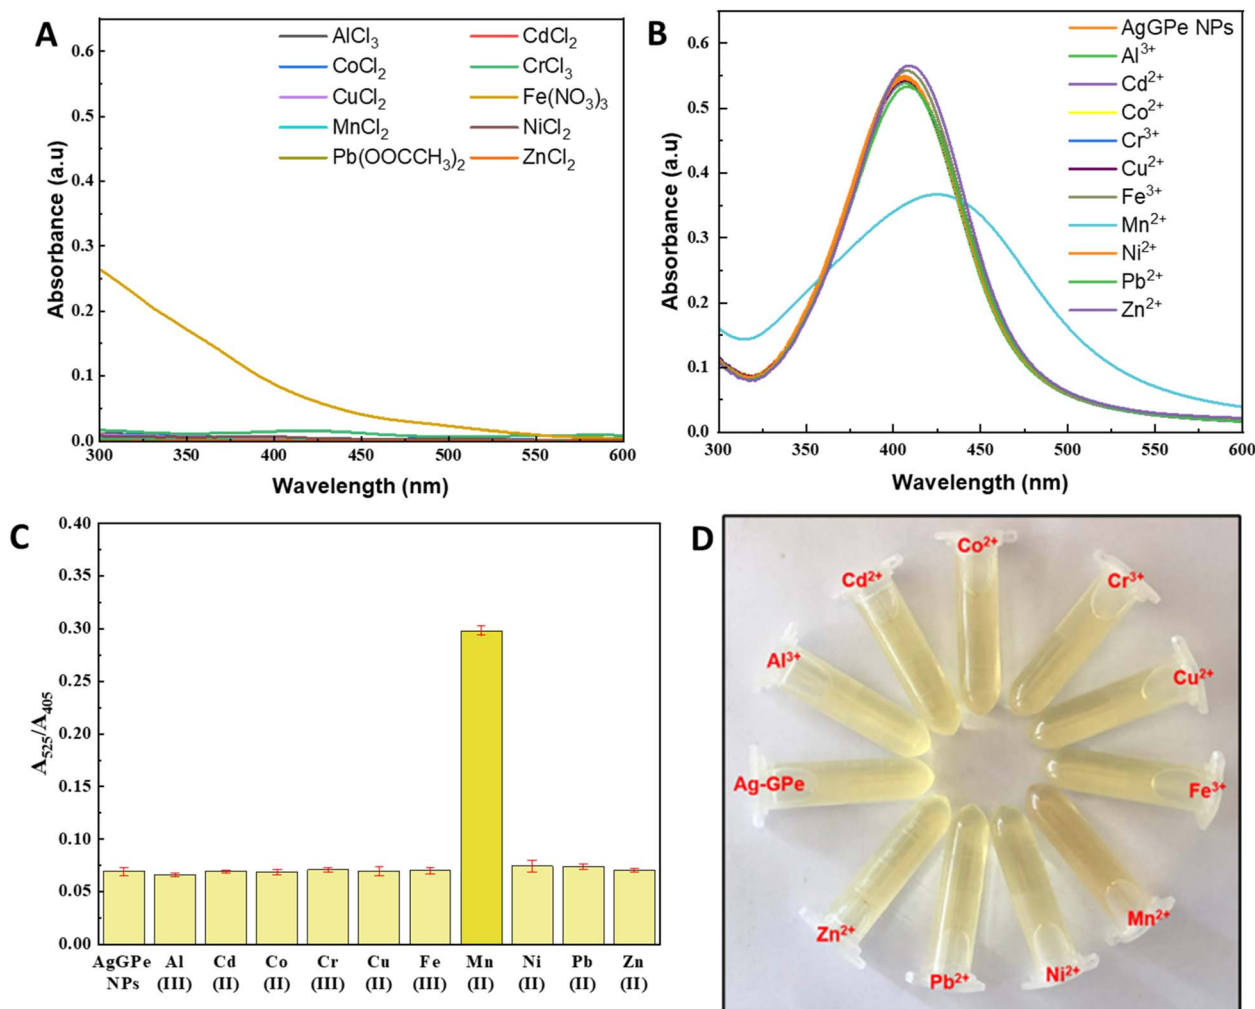 A
AlCl3 CdCl2
CoCl2 CrCl3
CuCl2 Fe(NO3)3
MnCl2 NiCl2
Pb(OOCCH3)2 ZnCl2
Absorbance (a.u)
0.6
0.5
0.4
0.3
0.2
0.1
0.0
300 350 400 450 500 550 600
Wavelength (nm)
B
AgGPe NPs
Al3+
Cd2+
Co2+
Cr3+
Cu2+
Fe3+
Mn2+
Ni2+
Pb2+
Zn2+
Absorbance (a.u)
0.6
0.5
0.4
0.3
0.2
0.1
0.0
300 350 400 450 500 550 600
Wavelength (nm)
C
A525/A405
0.40
0.35
0.30
0.25
0.20
0.15
0.10
0.05
0.00
AgGPe Al Cd Co Cr Cu Fe Mn Ni Pb Zn
NPs (III) (II) (II) (III) (II) (III) (II) (II) (II) (II)
D
Co2+
Cd2+
Cr3+
Al3+
Cu2+
Ag-GPe
Fe3+
Zn2+
Mn2+
Pb2+
Ni2+